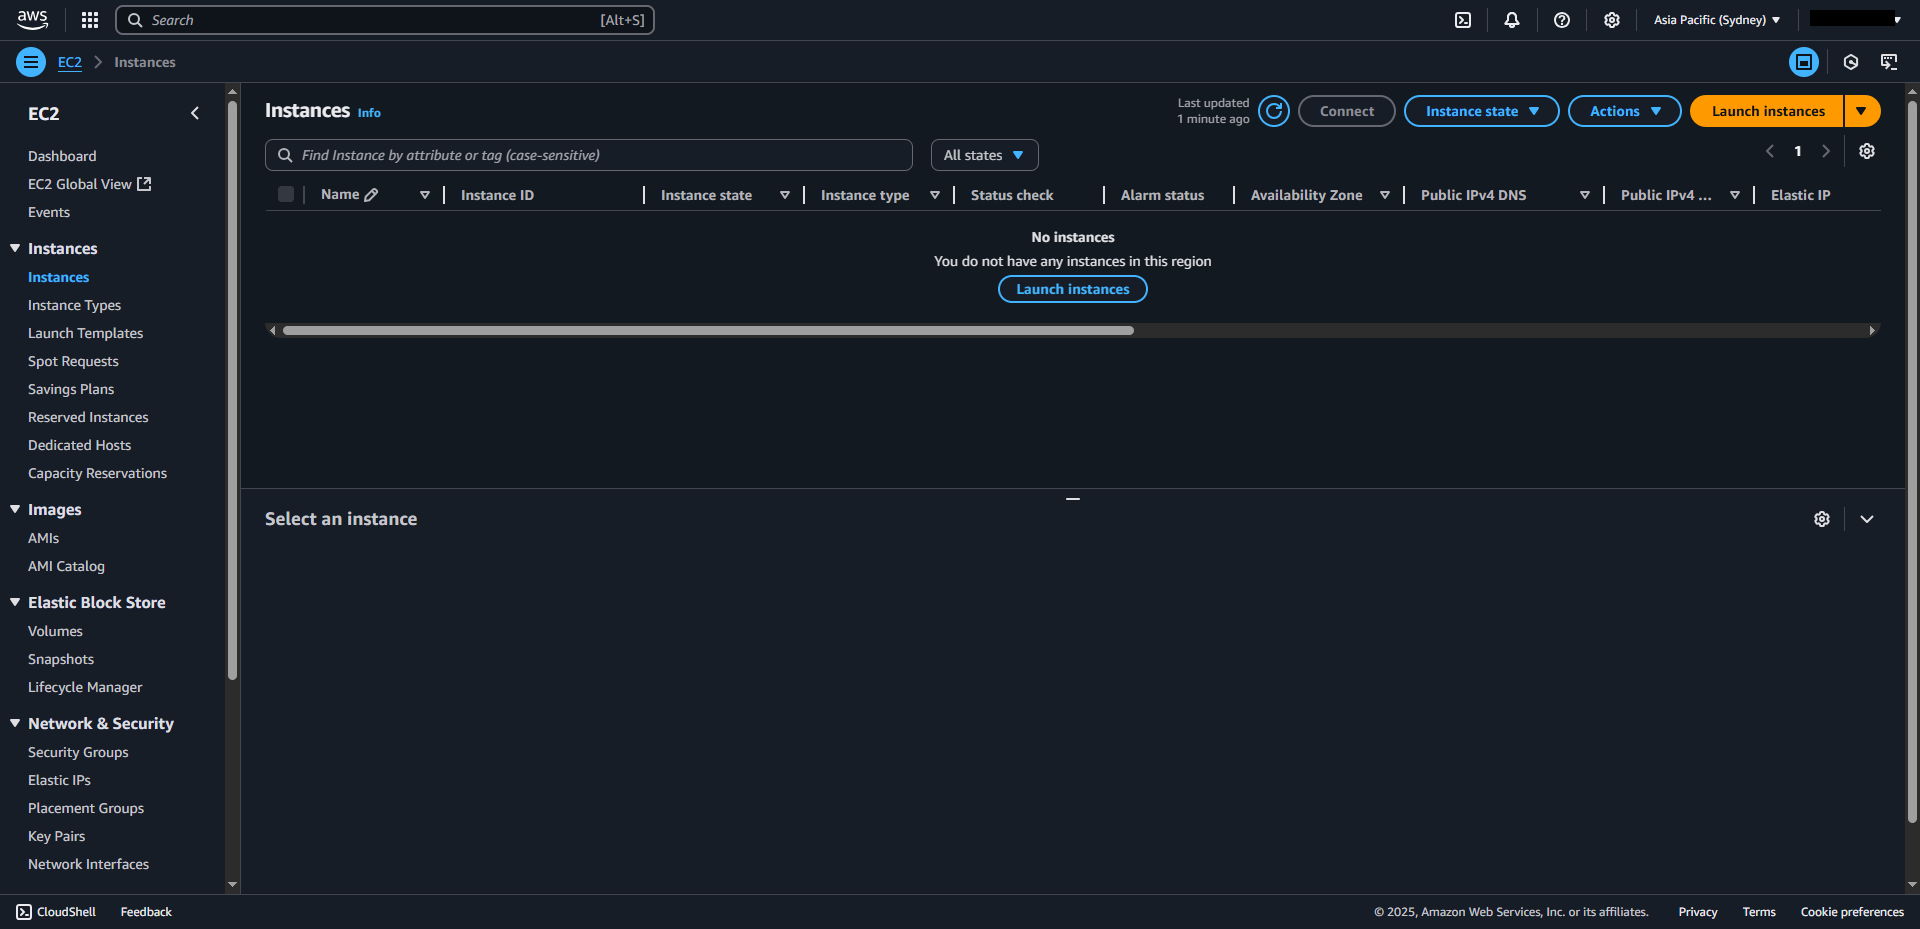 aws
Search [Alt+S]
Asia Pacific (Sydney)
EC2 Instances
EC2
Dashboard
EC2 Global View
Events
Instances
Instances
Instance Types
Launch Templates
Spot Requests
Savings Plans
Reserved Instances
Dedicated Hosts
Capacity Reservations
Images
AMIs
AMI Catalog
Elastic Block Store
Volumes
Snapshots
Lifecycle Manager
Network & Security
Security Groups
Elastic IPs
Placement Groups
Key Pairs
Network Interfaces
Instances Info
Last updated
1 minute ago
Connect
Instance state
Actions
Launch instances
Find Instance by attribute or tag (case-sensitive)
All states
1
Name Instance ID Instance state Instance type Status check Alarm status Availability Zone Public IPv4 DNS Public IPv4 ... Elastic IP
No instances
You do not have any instances in this region
Launch instances
Select an instance
CloudShell Feedback © 2025, Amazon Web Services, Inc. or its affiliates. Privacy Terms Cookie preferences